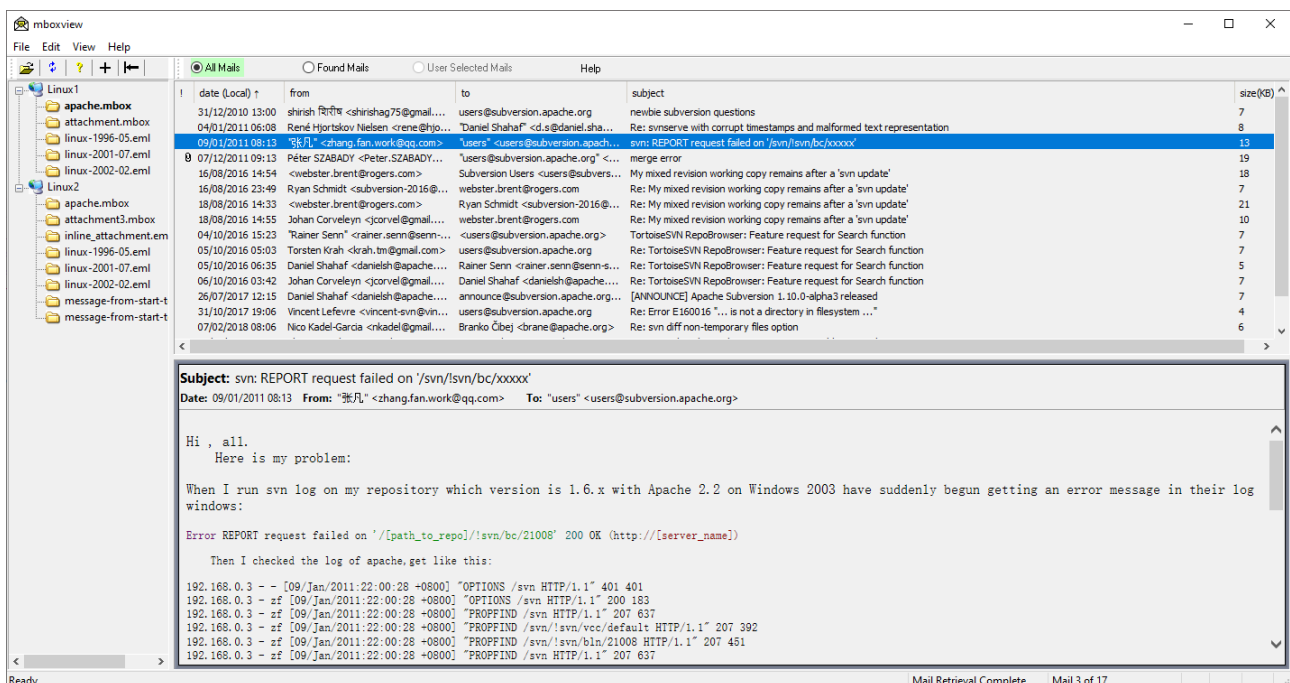 mboxview
File Edit View Help
All Mails Found Mails User Selected Mails Help
Linux1
apache.mbox
attachment.mbox
linux-1996-05.eml
linux-2001-07.eml
linux-2002-02.eml
Linux2
apache.mbox
attachment3.mbox
inline_attachment.em
linux-1996-05.eml
linux-2001-07.eml
linux-2002-02.eml
message-from-start-t
message-from-start-t
! date (Local) ↑ from to subject size(KB)
31/12/2010 13:00 shirish शिरीष <shirishag75@gmail.... users@subversion.apache.org newbie subversion questions 7
04/01/2011 06:08 René Hjortskov Nielsen <rene@hjo... "Daniel Shahaf" <d.s@daniel.sha... Re: svnserve with corrupt timestamps and malformed text representation 8
09/01/2011 08:13 "张凡" <zhang.fan.work@qq.com> "users" <users@subversion.apach... svn: REPORT request failed on '/svn/!svn/bc/xxxxx' 13
07/12/2011 09:13 Péter SZABADY <Peter.SZABADY... "users@subversion.apache.org" <... merge error 19
16/08/2016 14:54 <webster.brent@rogers.com> Subversion Users <users@subvers... My mixed revision working copy remains after a 'svn update' 18
16/08/2016 23:49 Ryan Schmidt <subversion-2016@... webster.brent@rogers.com Re: My mixed revision working copy remains after a 'svn update' 7
18/08/2016 14:33 <webster.brent@rogers.com> Ryan Schmidt <subversion-2016@... Re: My mixed revision working copy remains after a 'svn update' 21
18/08/2016 14:55 Johan Corveleyn <jcorvel@gmail.... webster.brent@rogers.com Re: My mixed revision working copy remains after a 'svn update' 10
04/10/2016 15:23 "Rainer Senn" <rainer.senn@senn-... <users@subversion.apache.org> TortoiseSVN RepoBrowser: Feature request for Search function 7
05/10/2016 05:03 Torsten Krah <krah.tm@gmail.com> users@subversion.apache.org Re: TortoiseSVN RepoBrowser: Feature request for Search function 7
05/10/2016 06:35 Daniel Shahaf <danielsh@apache.... Rainer Senn <rainer.senn@senn-s... Re: TortoiseSVN RepoBrowser: Feature request for Search function 5
06/10/2016 03:42 Johan Corveleyn <jcorvel@gmail.... Daniel Shahaf <danielsh@apache.... Re: TortoiseSVN RepoBrowser: Feature request for Search function 7
26/07/2017 12:15 Daniel Shahaf <danielsh@apache.... announce@subversion.apache.org... [ANNOUNCE] Apache Subversion 1.10.0-alpha3 released 7
31/10/2017 19:06 Vincent Lefevre <vincent-svn@vin... users@subversion.apache.org Re: Error E160016 "... is not a directory in filesystem ..." 4
07/02/2018 08:06 Nico Kadel-Garcia <nkadel@gmail.... Branko Čibej <brane@apache.org> Re: svn diff non-temporary files option 6
Subject: svn: REPORT request failed on '/svn/!svn/bc/xxxxx'
Date: 09/01/2011 08:13 From: "张凡" <zhang.fan.work@qq.com> To: "users" <users@subversion.apache.org>
Hi , all.
Here is my problem:
When I run svn log on my repository which version is 1.6.x with Apache 2.2 on Windows 2003 have suddenly begun getting an error message in their log
windows:
Error REPORT request failed on '/[path_to_repo]/!svn/bc/21008' 200 OK (http://[server_name])
Then I checked the log of apache,get like this:
192.168.0.3 - - [09/Jan/2011:22:00:28 +0800] "OPTIONS /svn HTTP/1.1" 401 401
192.168.0.3 - zf [09/Jan/2011:22:00:28 +0800] "OPTIONS /svn HTTP/1.1" 200 183
192.168.0.3 - zf [09/Jan/2011:22:00:28 +0800] "PROPFIND /svn HTTP/1.1" 207 637
192.168.0.3 - zf [09/Jan/2011:22:00:28 +0800] "PROPFIND /svn/!svn/vcc/default HTTP/1.1" 207 392
192.168.0.3 - zf [09/Jan/2011:22:00:28 +0800] "PROPFIND /svn/!svn/bln/21008 HTTP/1.1" 207 451
192.168.0.3 - zf [09/Jan/2011:22:00:28 +0800] "PROPFIND /svn HTTP/1.1" 207 637
Ready Mail Retrieval Complete Mail 3 of 17